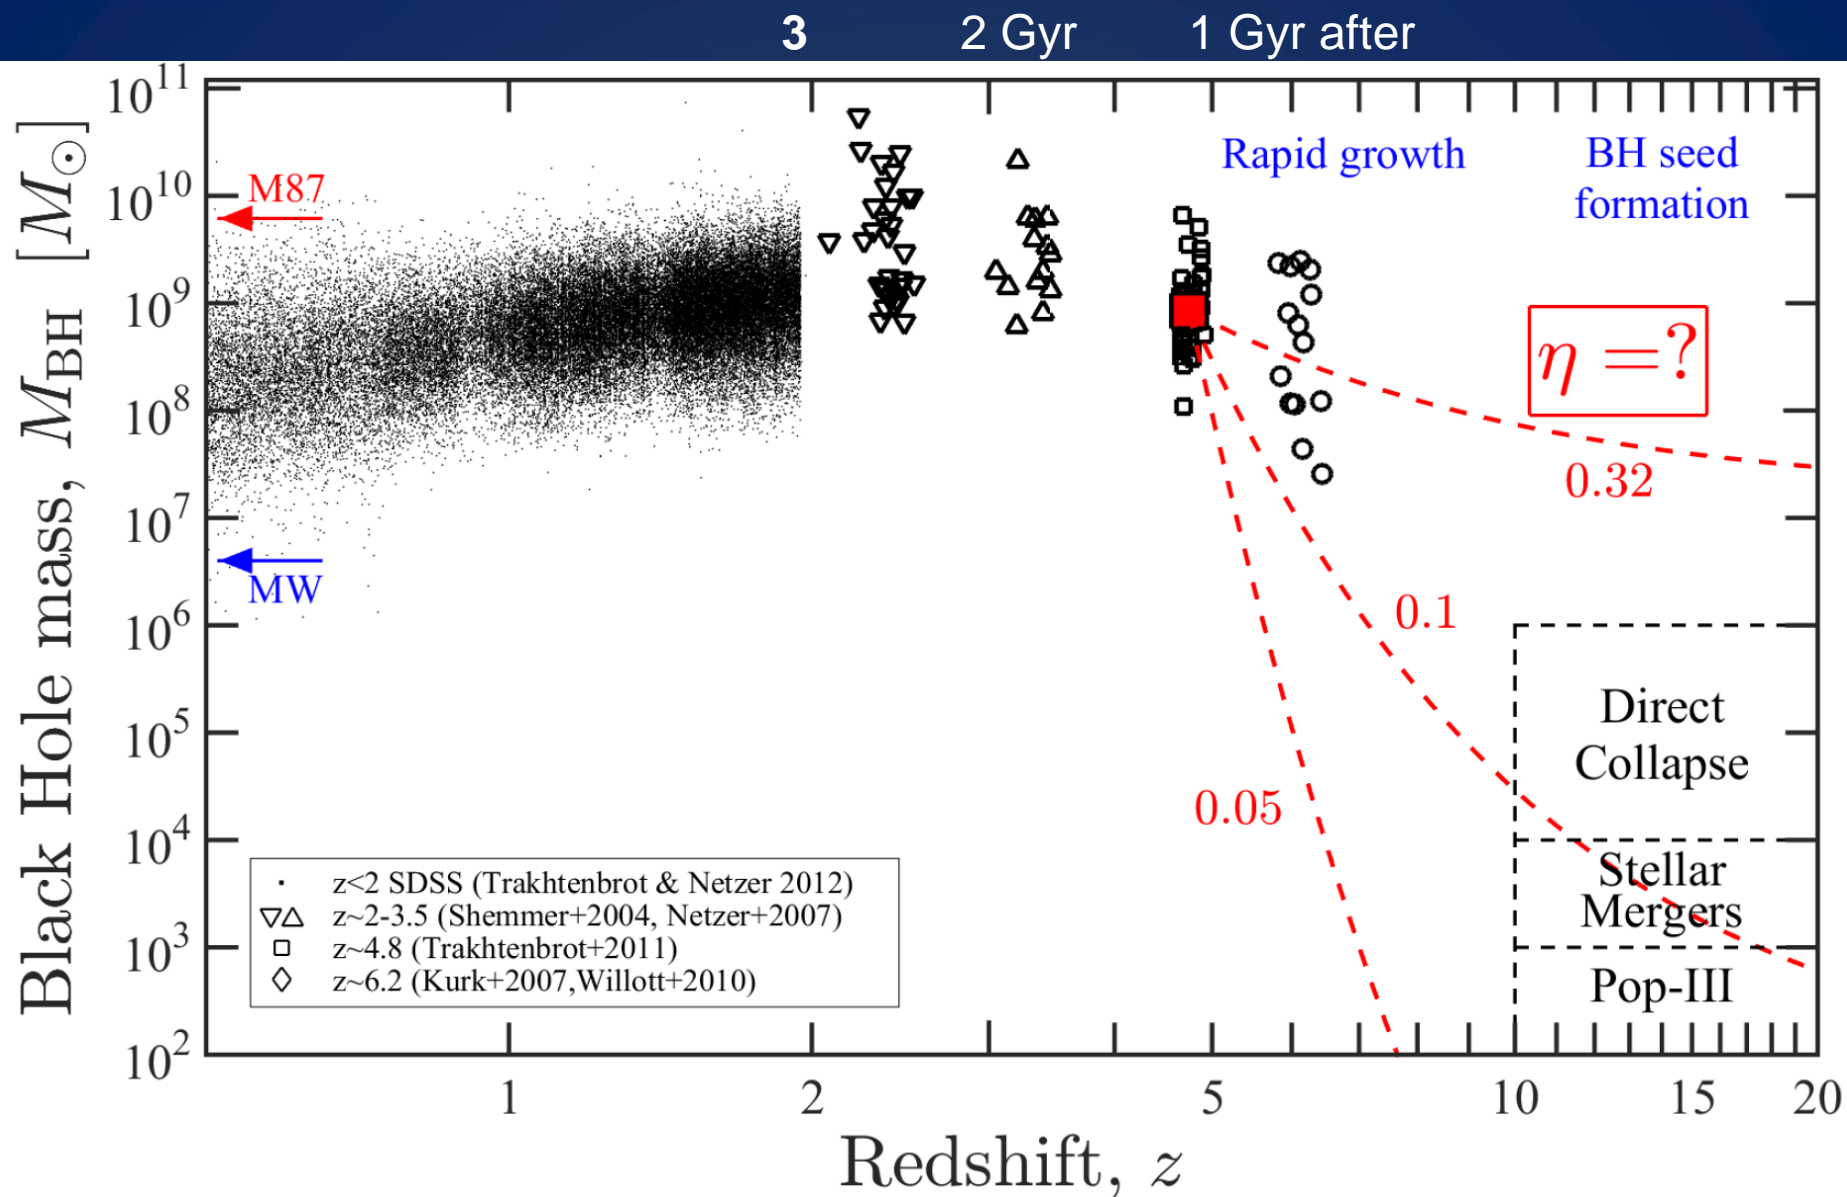 3 2 Gyr 1 Gyr after
Black Hole mass, M_BH [M_⊙]
10^11
10^10
10^9
10^8
10^7
10^6
10^5
10^4
10^3
10^2
M87
MW
Rapid growth
BH seed
formation
η =?
0.32
0.1
0.05
Direct
Collapse
Stellar
Mergers
Pop-III
z<2 SDSS (Trakhtenbrot & Netzer 2012)
z~2-3.5 (Shemmer+2004, Netzer+2007)
z~4.8 (Trakhtenbrot+2011)
z~6.2 (Kurk+2007,Willott+2010)
1 2 5 10 15 20
Redshift, z